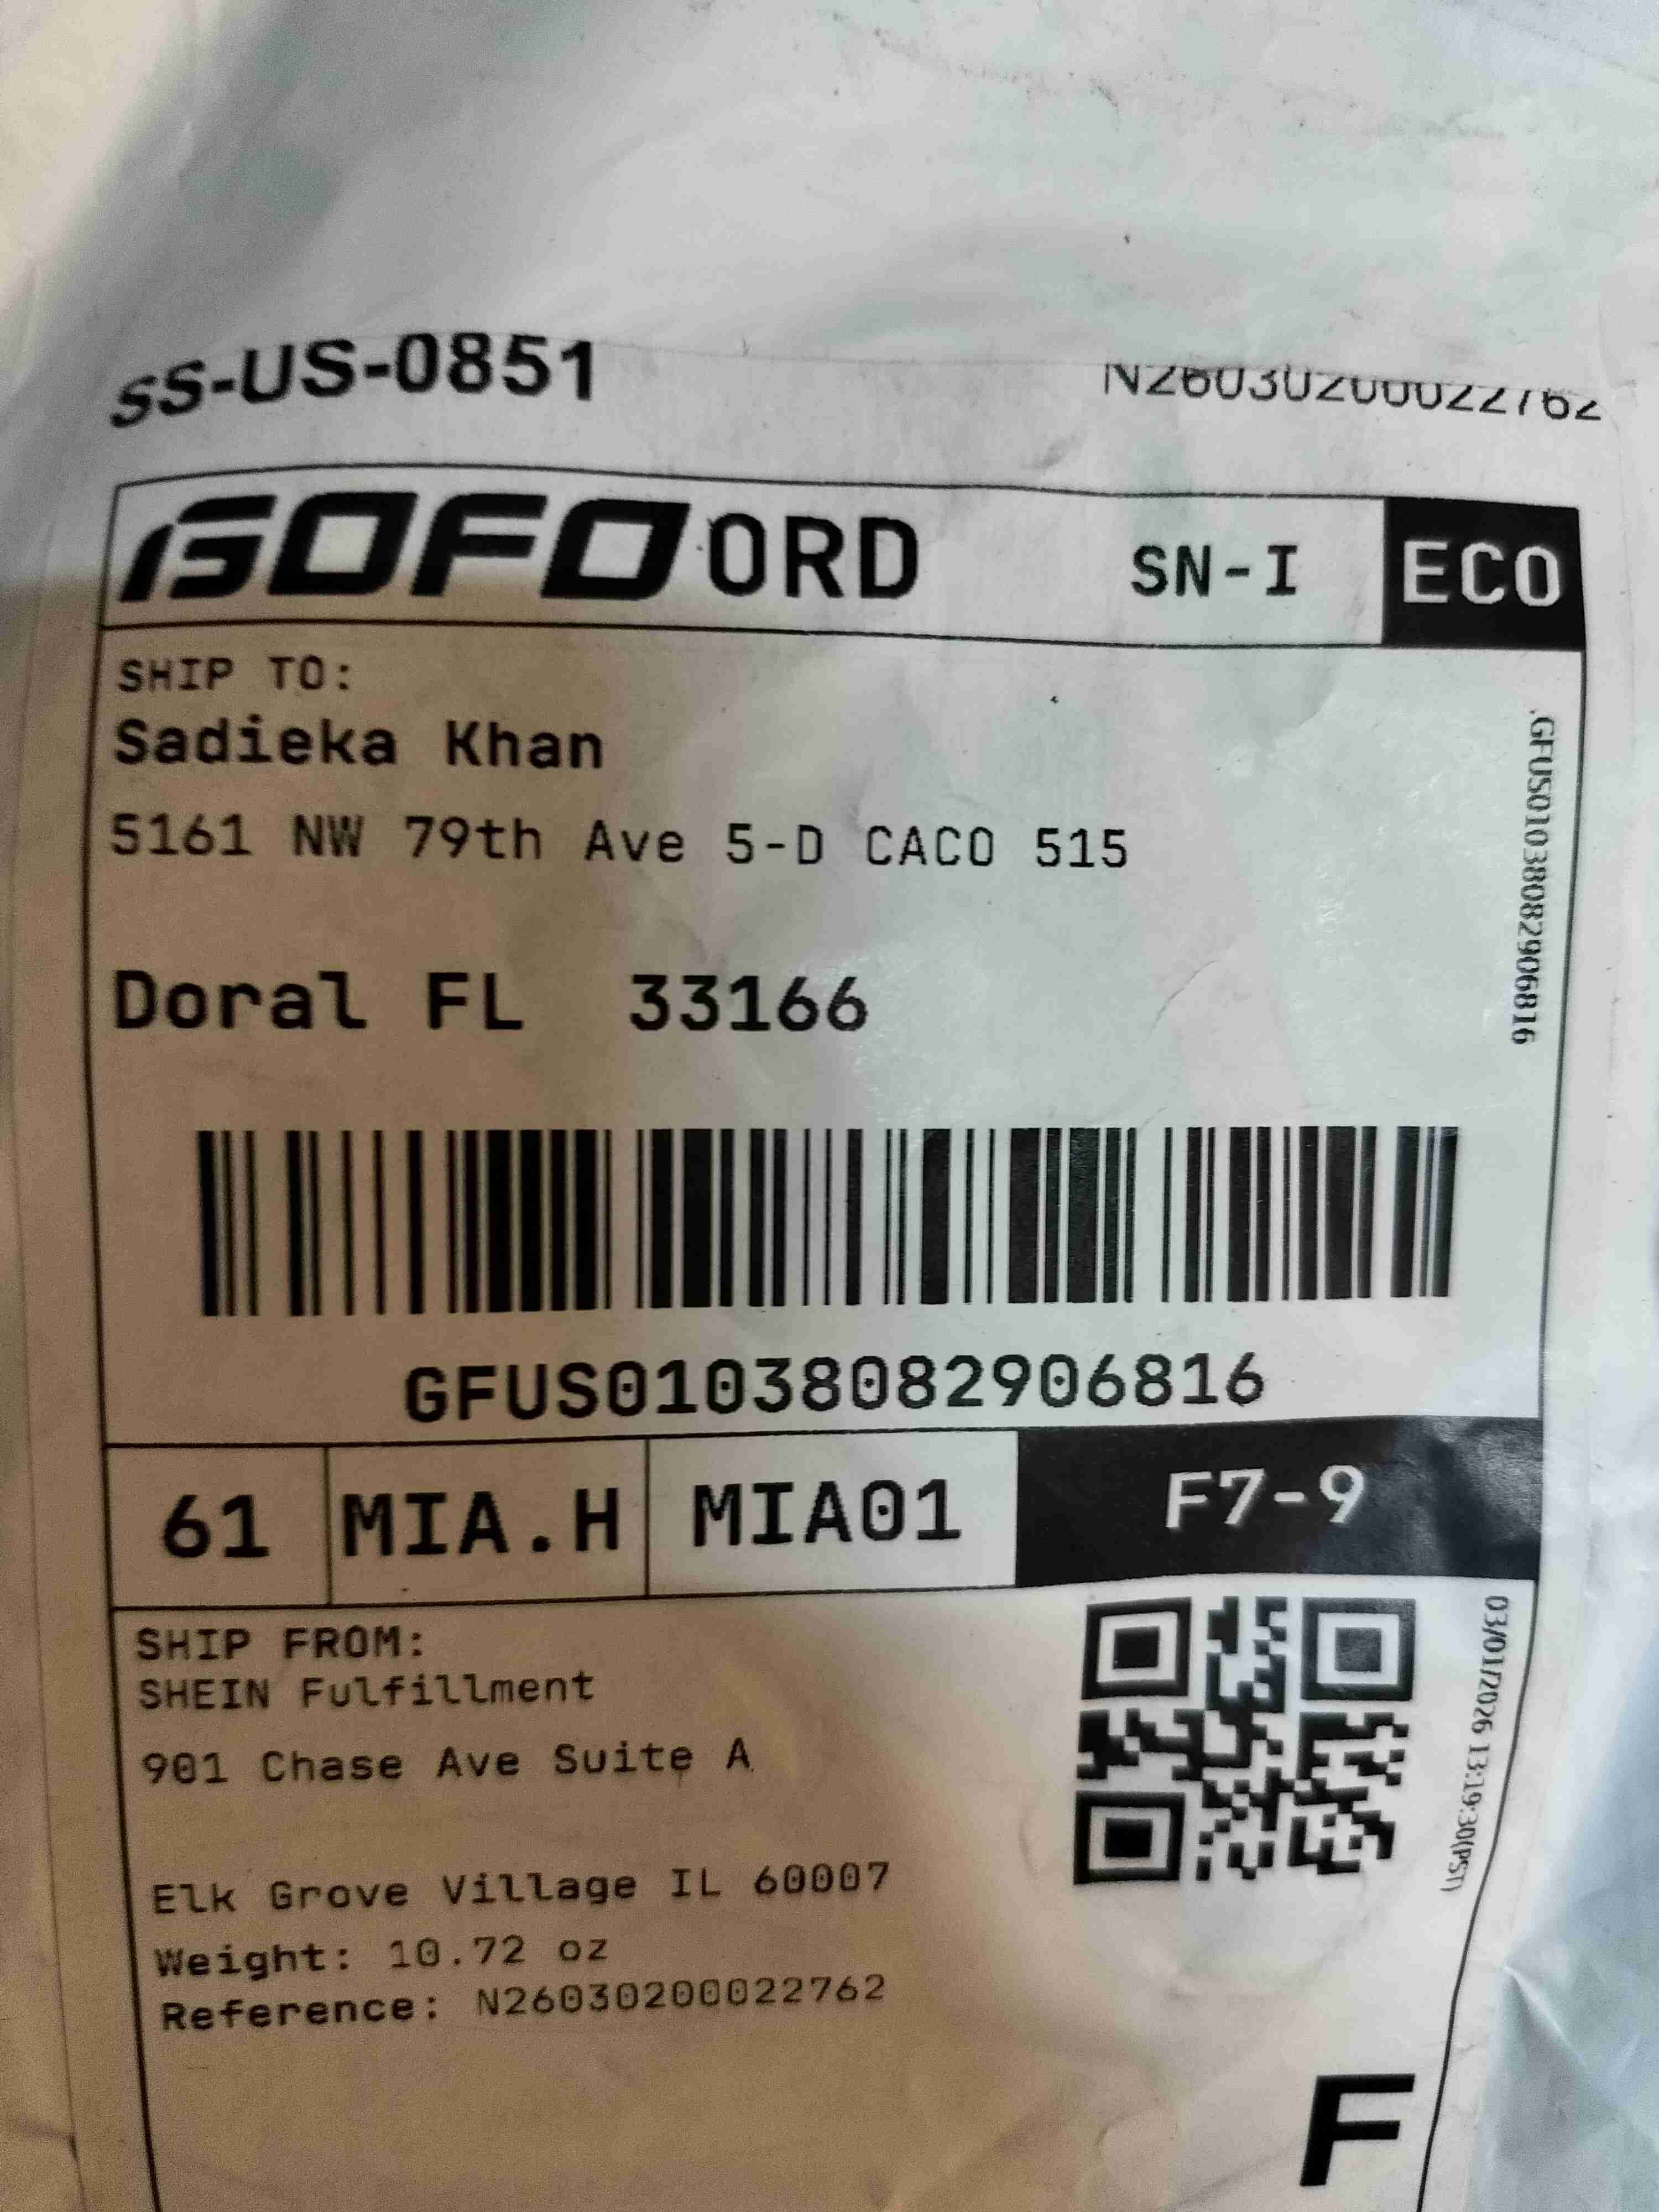 SS-US-0851
N26030200022762
GOFO ORD SN-I ECO
SHIP TO:
Sadieka Khan
5161 NW 79th Ave 5-D CACO 515
Doral FL 33166
.GFUS01038082906816
GFUS01038082906816
61 MIA.H MIA01 F7-9
SHIP FROM:
SHEIN Fulfillment
901 Chase Ave Suite A
Elk Grove Village IL 60007
Weight: 10.72 oz
Reference: N26030200022762
03/01/2026 13:19:30(PST)
F